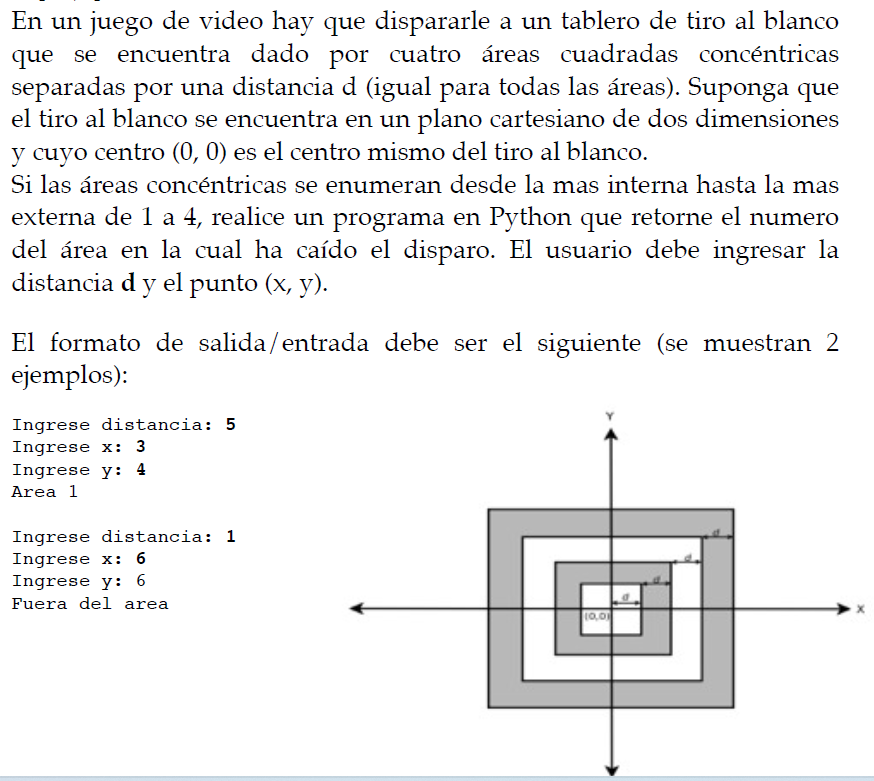 En un juego de video hay que dispararle a un tablero de tiro al blanco
que se encuentra dado por cuatro áreas cuadradas concéntricas
separadas por una distancia d (igual para todas las áreas). Suponga que
el tiro al blanco se encuentra en un plano cartesiano de dos dimensiones
y cuyo centro (0, 0) es el centro mismo del tiro al blanco.
Si las áreas concéntricas se enumeran desde la mas interna hasta la mas
externa de 1 a 4, realice un programa en Python que retorne el numero
del área en la cual ha caído el disparo. El usuario debe ingresar la
distancia d y el punto (x, y).
El formato de salida/entrada debe ser el siguiente (se muestran 2
ejemplos):
Ingrese distancia: 5
Ingrese x: 3
Ingrese y: 4
Area 1
Ingrese distancia: 1
Ingrese x: 6
Ingrese y: 6
Fuera del area
Y
d
d
d
d
(0,0)
X